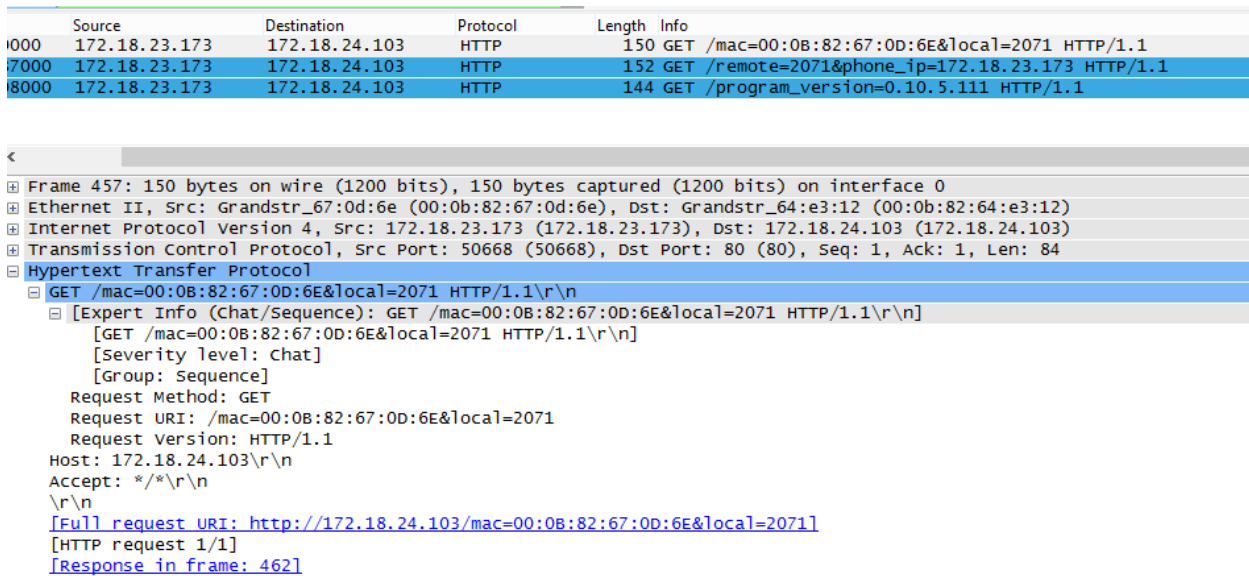 Source Destination Protocol Length Info
0000 172.18.23.173 172.18.24.103 HTTP 150 GET /mac=00:0B:82:67:0D:6E&local=2071 HTTP/1.1
7000 172.18.23.173 172.18.24.103 HTTP 152 GET /remote=2071&phone_ip=172.18.23.173 HTTP/1.1
8000 172.18.23.173 172.18.24.103 HTTP 144 GET /program_version=0.10.5.111 HTTP/1.1
Frame 457: 150 bytes on wire (1200 bits), 150 bytes captured (1200 bits) on interface 0
Ethernet II, Src: Grandstr_67:0d:6e (00:0b:82:67:0d:6e), Dst: Grandstr_64:e3:12 (00:0b:82:64:e3:12)
Internet Protocol Version 4, Src: 172.18.23.173 (172.18.23.173), Dst: 172.18.24.103 (172.18.24.103)
Transmission Control Protocol, Src Port: 50668 (50668), Dst Port: 80 (80), Seq: 1, Ack: 1, Len: 84
Hypertext Transfer Protocol
GET /mac=00:0B:82:67:0D:6E&local=2071 HTTP/1.1\r\n
[Expert Info (Chat/Sequence): GET /mac=00:0B:82:67:0D:6E&local=2071 HTTP/1.1\r\n]
[GET /mac=00:0B:82:67:0D:6E&local=2071 HTTP/1.1\r\n]
[Severity level: Chat]
[Group: Sequence]
Request Method: GET
Request URI: /mac=00:0B:82:67:0D:6E&local=2071
Request Version: HTTP/1.1
Host: 172.18.24.103\r\n
Accept: */*\r\n
\r\n
[Full request URI: http://172.18.24.103/mac=00:0B:82:67:0D:6E&local=2071]
[HTTP request 1/1]
[Response in frame: 462]